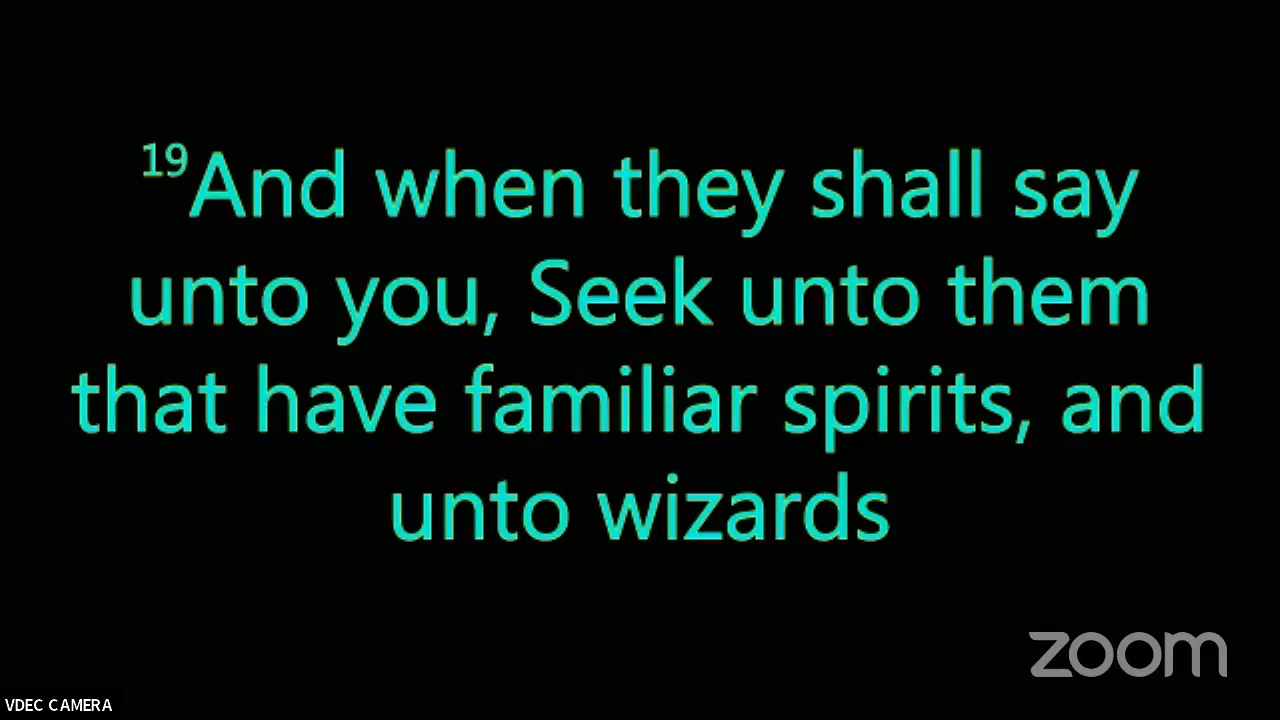 ¹⁹And when they shall say
unto you, Seek unto them
that have familiar spirits, and
unto wizards
zoom
VDEC CAMERA